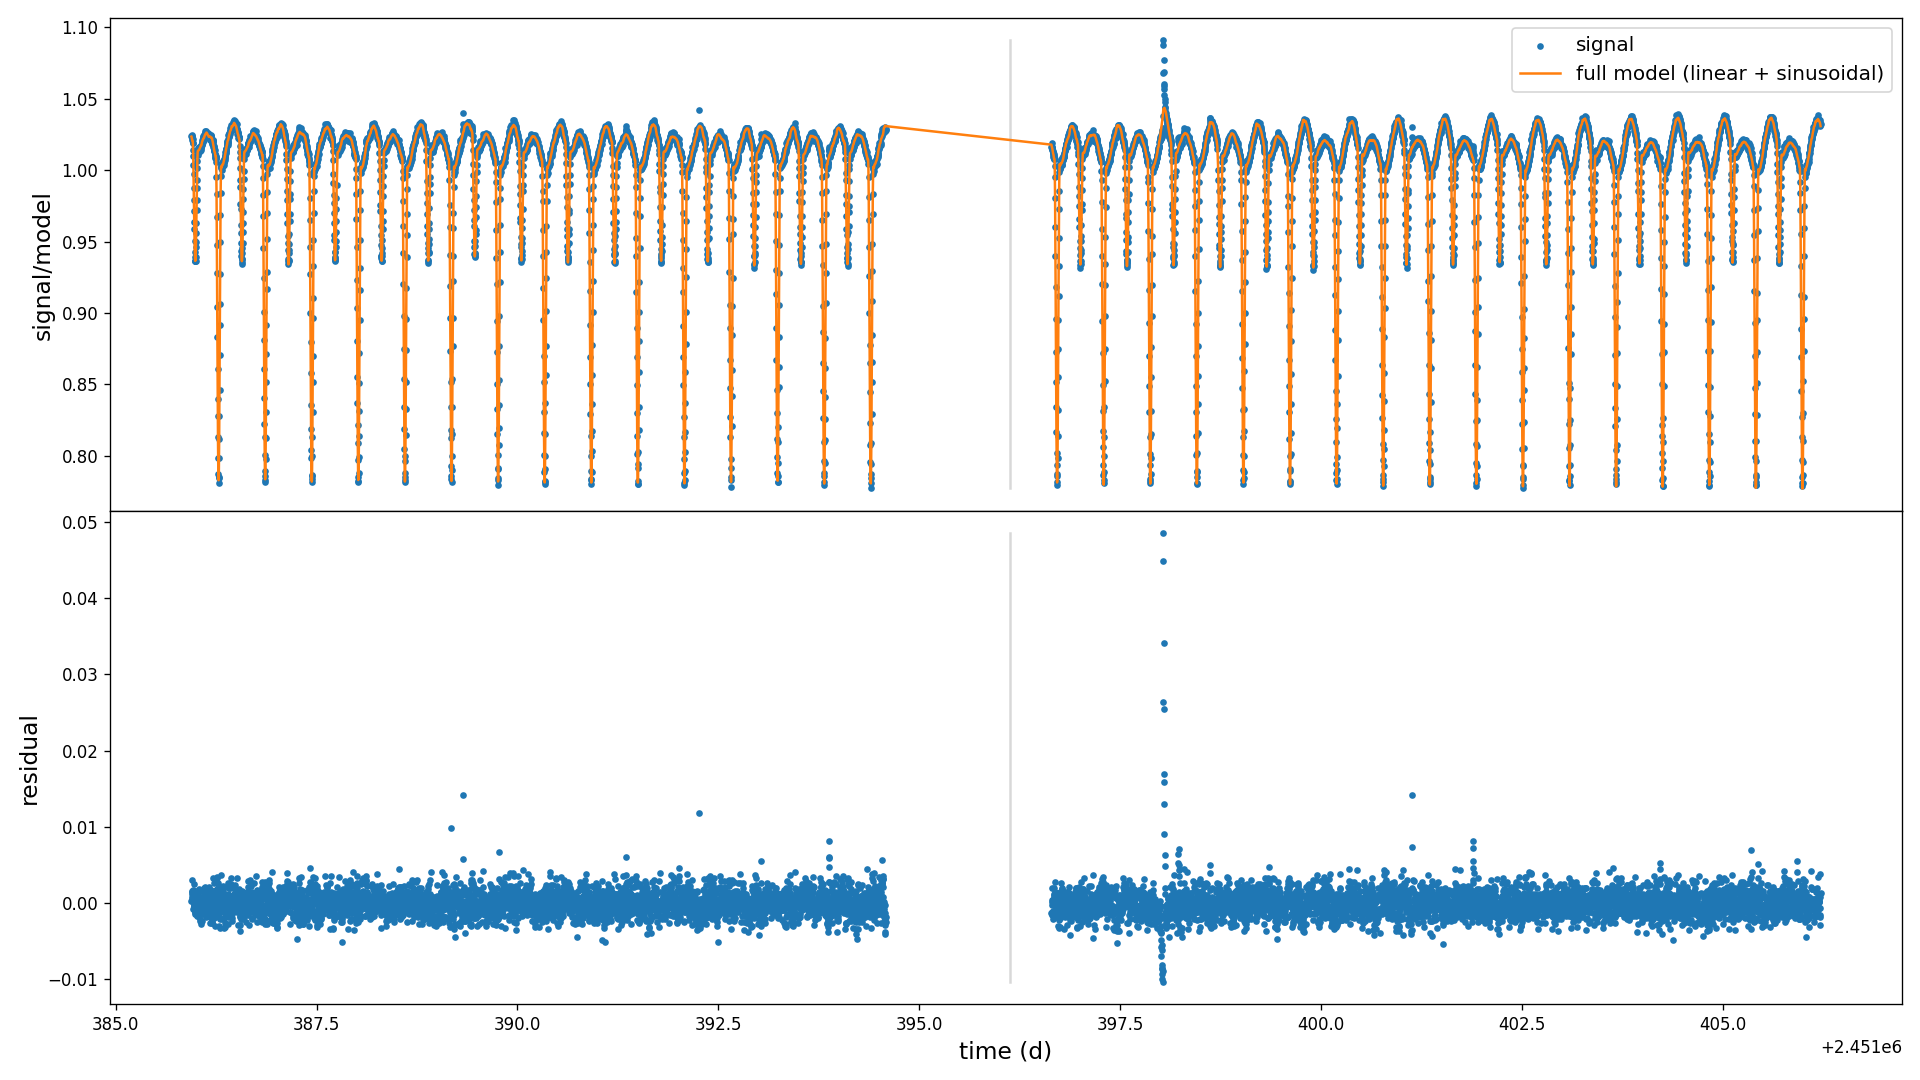 signal/model
1.10
1.05
1.00
0.95
0.90
0.85
0.80
signal
full model (linear + sinusoidal)
residual
0.05
0.04
0.03
0.02
0.01
0.00
−0.01
385.0 387.5 390.0 392.5 395.0 397.5 400.0 402.5 405.0
time (d)
+2.451e6